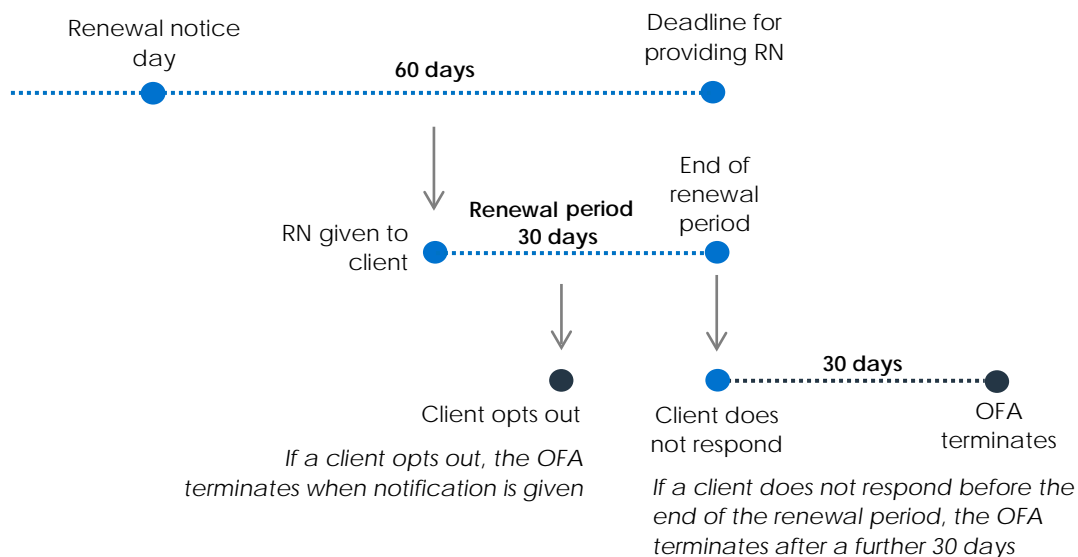 Renewal notice
day
60 days
Deadline for
providing RN
RN given to
client
Renewal period
30 days
End of
renewal
period
Client opts out
If a client opts out, the OFA
terminates when notification is given
Client does
not respond
30 days
OFA
terminates
If a client does not respond before the
end of the renewal period, the OFA
terminates after a further 30 days